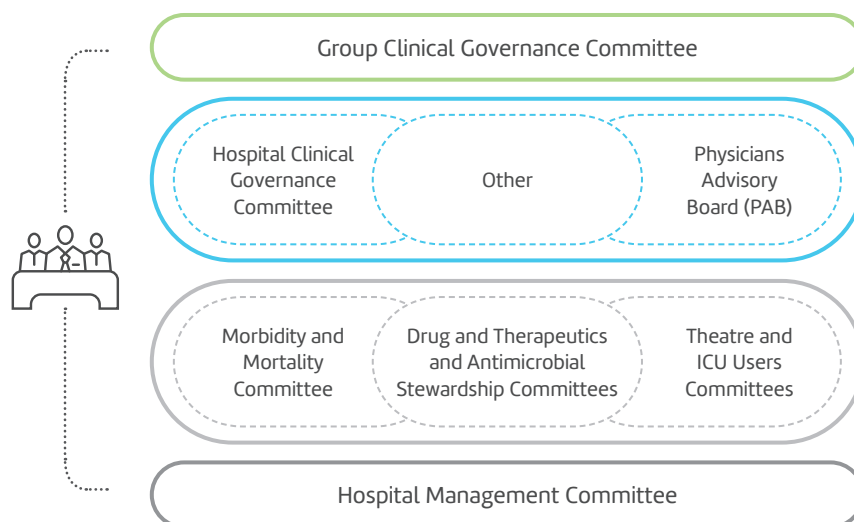 Group Clinical Governance Committee
Hospital Clinical
Governance
Committee
Other
Physicians
Advisory
Board (PAB)
Morbidity and
Mortality
Committee
Drug and Therapeutics
and Antimicrobial
Stewardship Committees
Theatre and
ICU Users
Committees
Hospital Management Committee